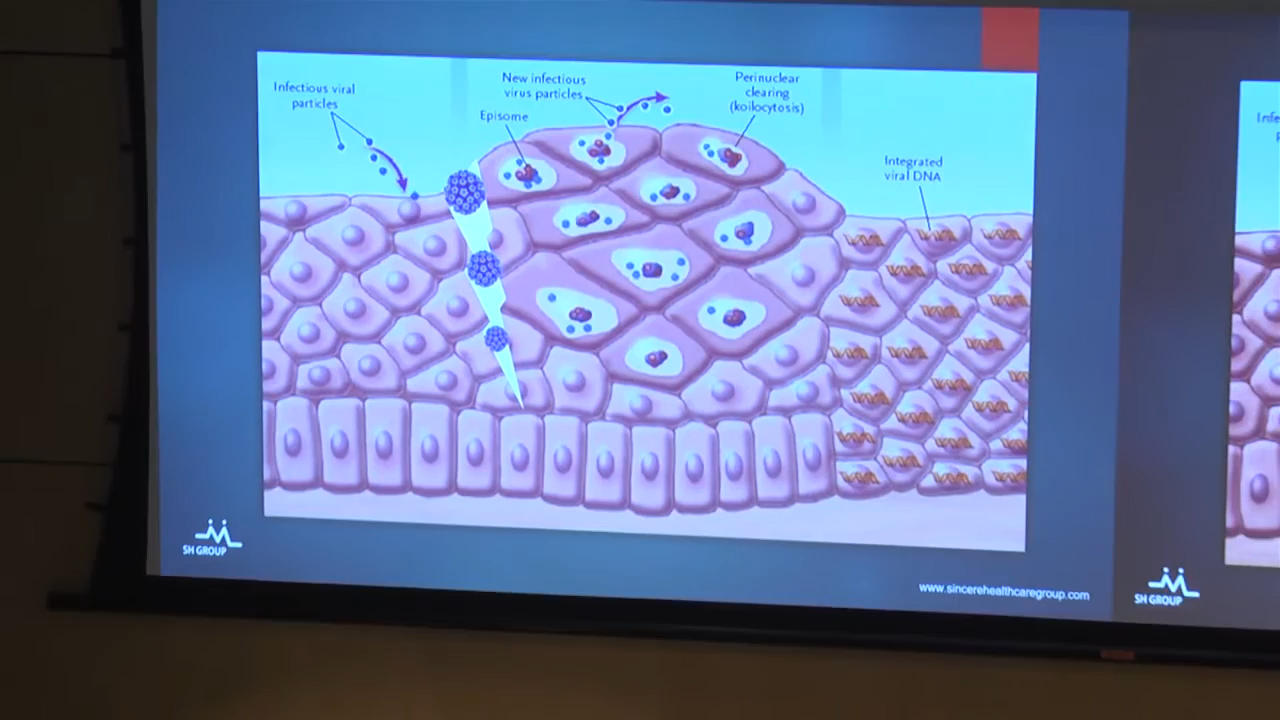 Infectious viral
particles
New infectious
virus particles
Episome
Perinuclear
clearing
(koilocytosis)
Integrated
viral DNA
SH GROUP
www.sincerehealthcaregroup.com
SH GROUP